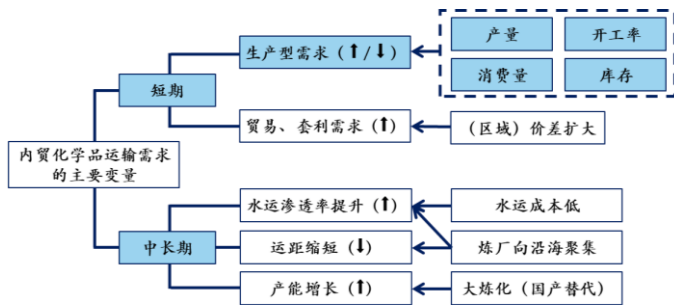 生产型需求（⬆/⬇）
产量
开工率
消费量
库存
短期
贸易、套利需求（⬆）
（区域）价差扩大
内贸化学品运输需求
的主要变量
水运渗透率提升（⬆）
水运成本低
中长期
运距缩短（⬇）
炼厂向沿海聚集
产能增长（⬆）
大炼化（国产替代）